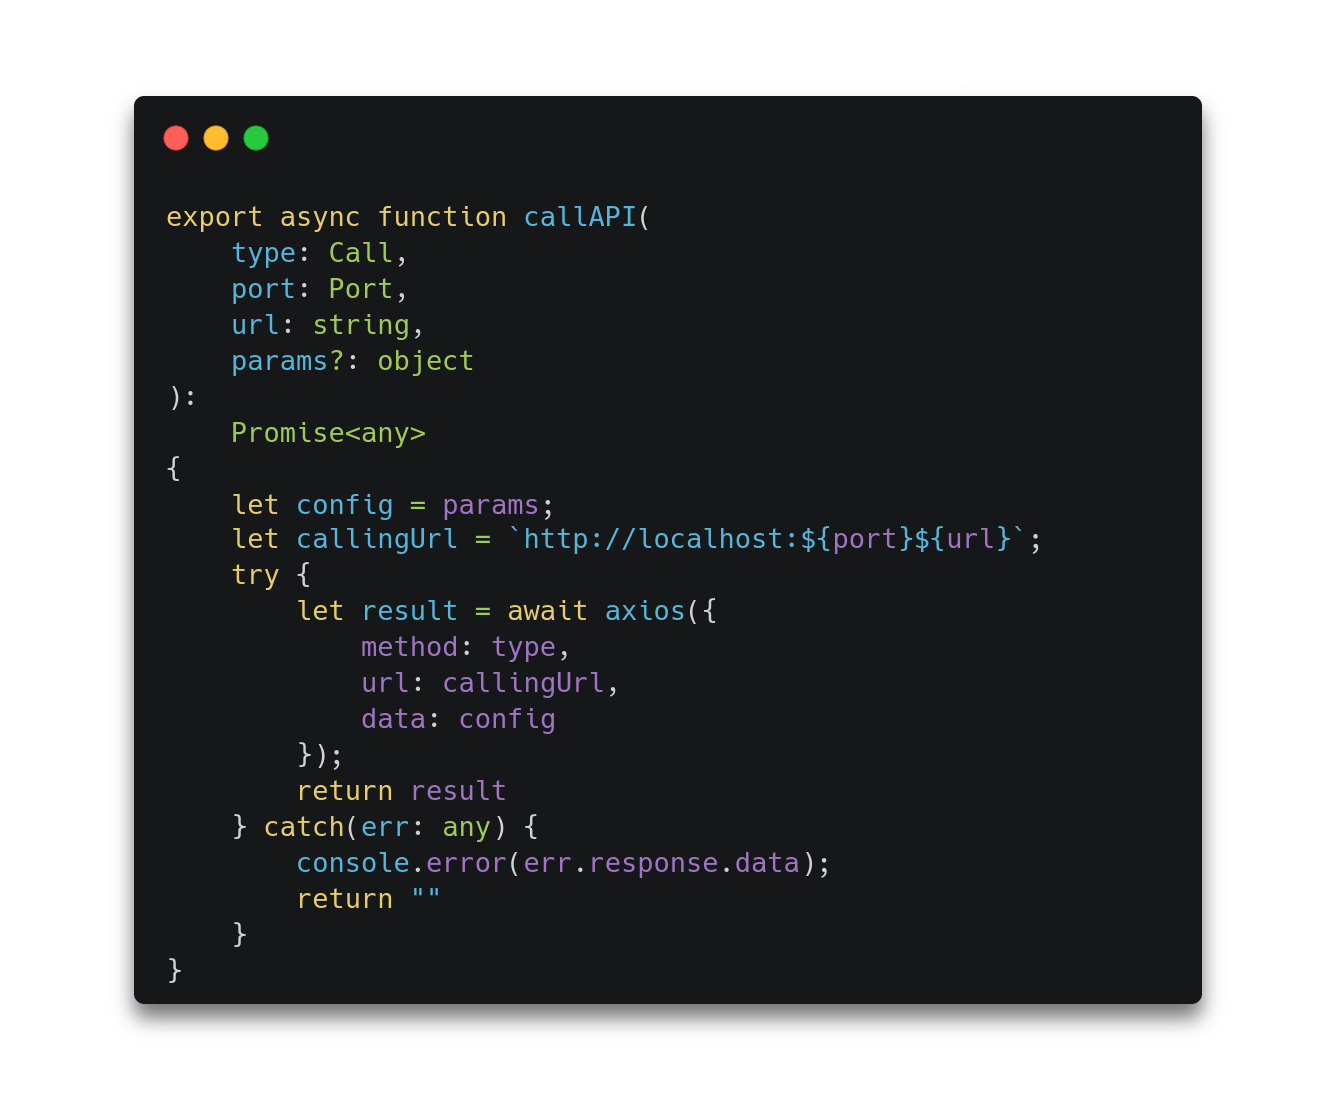 export async function callAPI(
    type: Call,
    port: Port,
    url: string,
    params?: object
):
    Promise<any>
{
    let config = params;
    let callingUrl = `http://localhost:${port}${url}`;
    try {
        let result = await axios({
            method: type,
            url: callingUrl,
            data: config
        });
        return result
    } catch(err: any) {
        console.error(err.response.data);
        return ""
    }
}